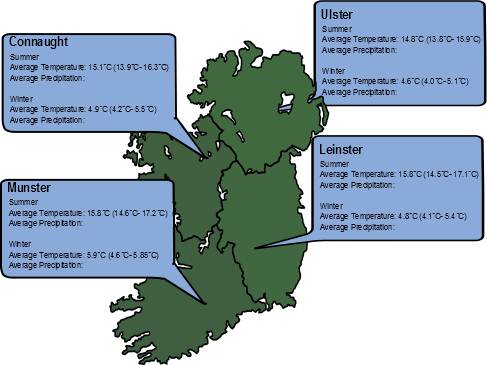 Connaught
Summer
Average Temperature: 15.1˚C (13.9˚C- 16.3˚C)
Average Precipitation:
Winter
Average Temperature: 4.9˚C (4.2˚C- 5.5˚C)
Average Precipitation:
Ulster
Summer
Average Temperature: 14.8˚C (13.8˚C- 15.9˚C)
Average Precipitation:
Winter
Average Temperature: 4.6˚C (4.0˚C- 5.1˚C)
Average Precipitation:
Munster
Summer
Average Temperature: 15.8˚C (14.6˚C- 17.2˚C)
Average Precipitation:
Winter
Average Temperature: 5.9˚C (4.6˚C- 5.85˚C)
Average Precipitation:
Leinster
Summer
Average Temperature: 15.8˚C (14.5˚C- 17.1˚C)
Average Precipitation:
Winter
Average Temperature: 4.8˚C (4.1˚C- 5.4˚C)
Average Precipitation: